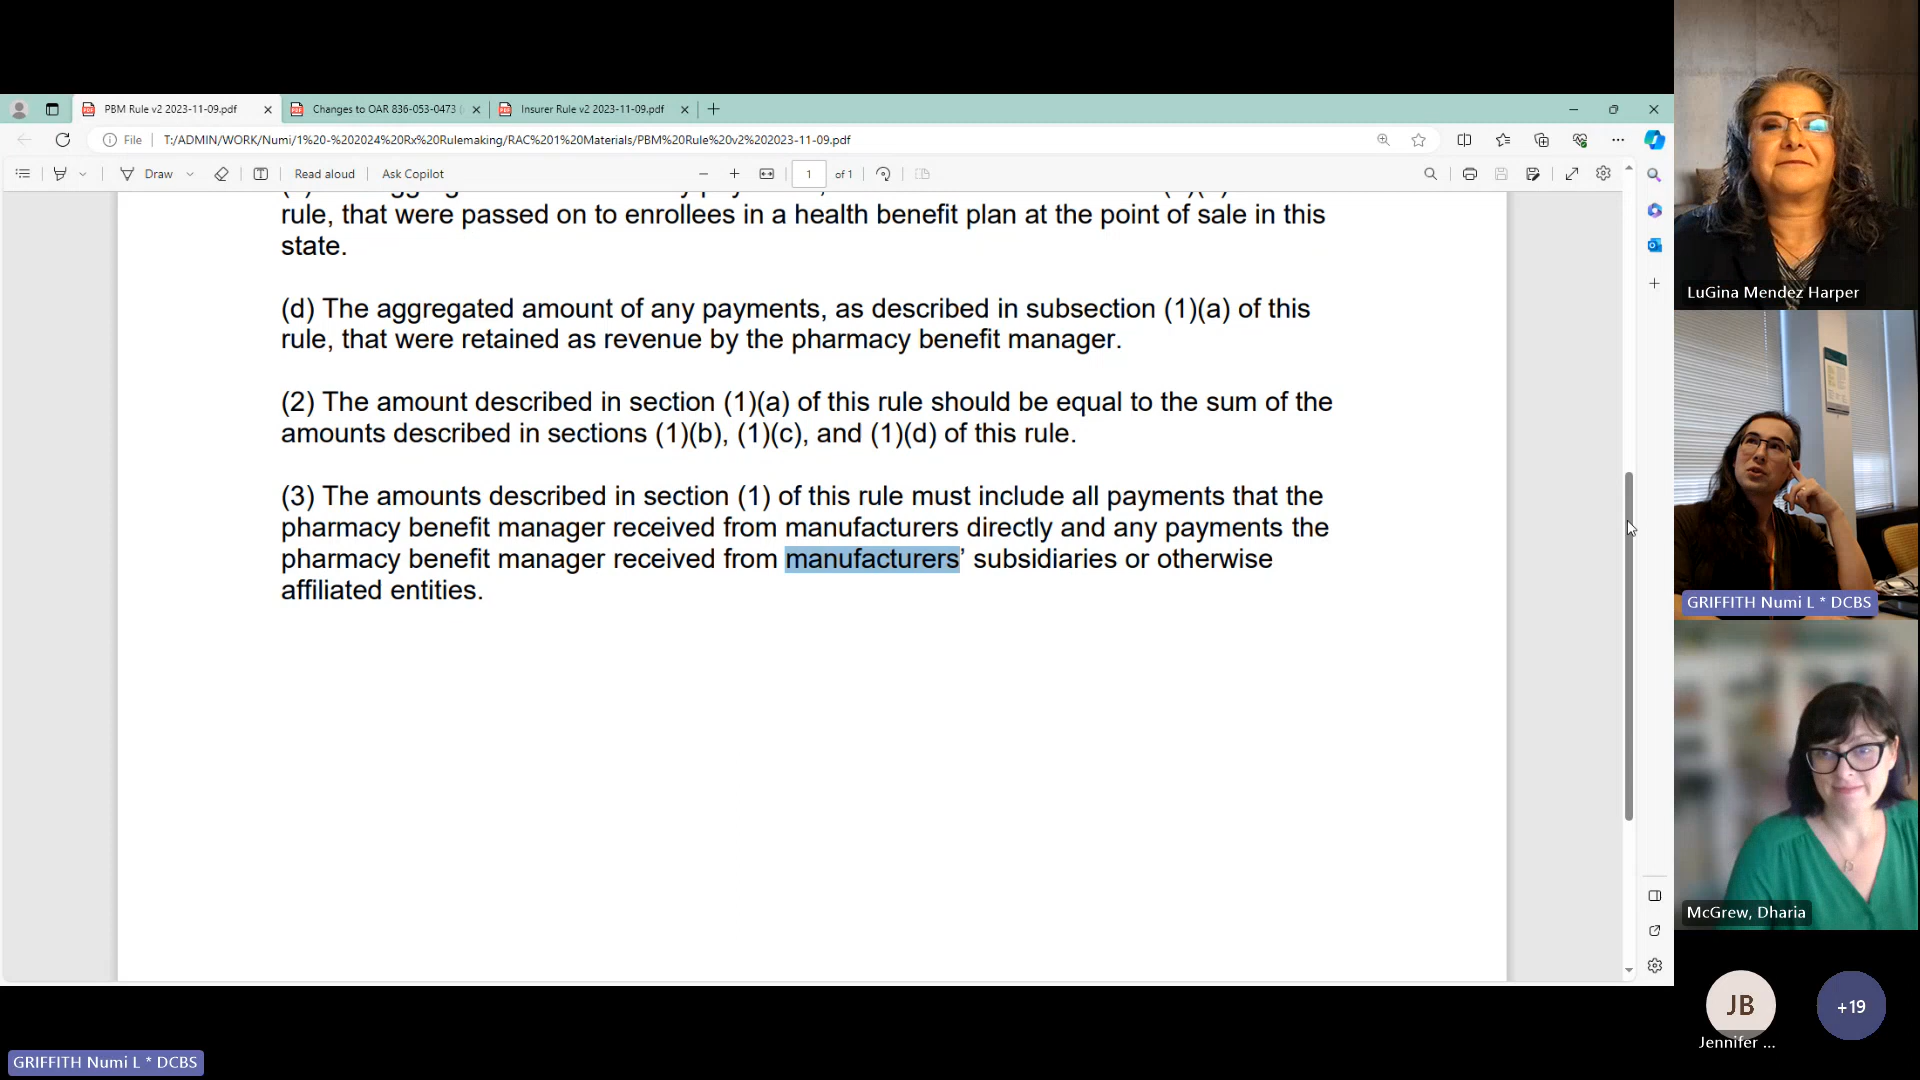 PBM Rule v2 2023-11-09.pdf
Changes to OAR 836-053-0473
Insurer Rule v2 2023-11-09.pdf
File
T:/ADMIN/WORK/Numi/1%20-%202024%20Rx%20Rulemaking/RAC%201%20Materials/PBM%20Rule%20v2%202023-11-09.pdf
Draw
Read aloud
Ask Copilot
1
of 1
rule, that were passed on to enrollees in a health benefit plan at the point of sale in this
state.
(d) The aggregated amount of any payments, as described in subsection (1)(a) of this
rule, that were retained as revenue by the pharmacy benefit manager.
(2) The amount described in section (1)(a) of this rule should be equal to the sum of the
amounts described in sections (1)(b), (1)(c), and (1)(d) of this rule.
(3) The amounts described in section (1) of this rule must include all payments that the
pharmacy benefit manager received from manufacturers directly and any payments the
pharmacy benefit manager received from manufacturers’ subsidiaries or otherwise
affiliated entities.
LuGina Mendez Harper
GRIFFITH Numi L * DCBS
McGrew, Dharia
JB
+19
Jennifer ...
GRIFFITH Numi L * DCBS